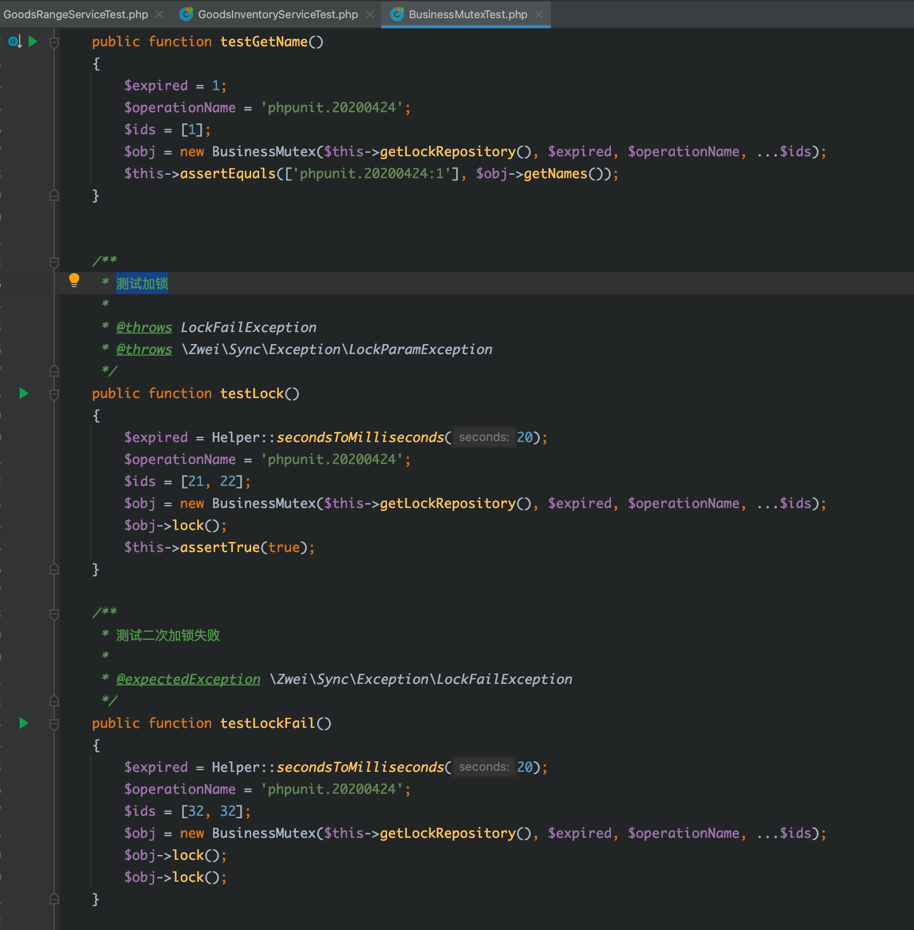 GoodsRangeServiceTest.php × GoodsInventoryServiceTest.php × BusinessMutexTest.php ×
public function testGetName()
{
$expired = 1;
$operationName = 'phpunit.20200424';
$ids = [1];
$obj = new BusinessMutex($this->getLockRepository(), $expired, $operationName, ...$ids);
$this->assertEquals(['phpunit.20200424:1'], $obj->getNames());
}
/**
* 测试加锁
*
* @throws LockFailException
* @throws \Zwei\Sync\Exception\LockParamException
*/
public function testLock()
{
$expired = Helper::secondsToMilliseconds( seconds: 20);
$operationName = 'phpunit.20200424';
$ids = [21, 22];
$obj = new BusinessMutex($this->getLockRepository(), $expired, $operationName, ...$ids);
$obj->lock();
$this->assertTrue(true);
}
/**
* 测试二次加锁失败
*
* @expectedException \Zwei\Sync\Exception\LockFailException
*/
public function testLockFail()
{
$expired = Helper::secondsToMilliseconds( seconds: 20);
$operationName = 'phpunit.20200424';
$ids = [32, 32];
$obj = new BusinessMutex($this->getLockRepository(), $expired, $operationName, ...$ids);
$obj->lock();
$obj->lock();
}